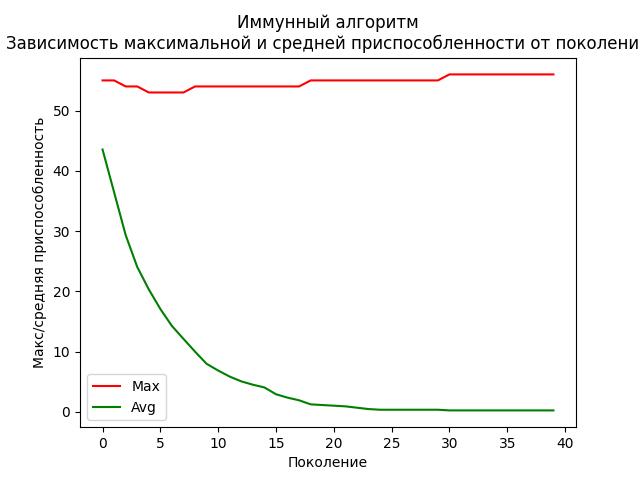 Иммунный алгоритм
Зависимость максимальной и средней приспособленности от поколени
Макс/средняя приспособленность
50
40
30
20
10
0
Max
Avg
0 5 10 15 20 25 30 35 40
Поколение